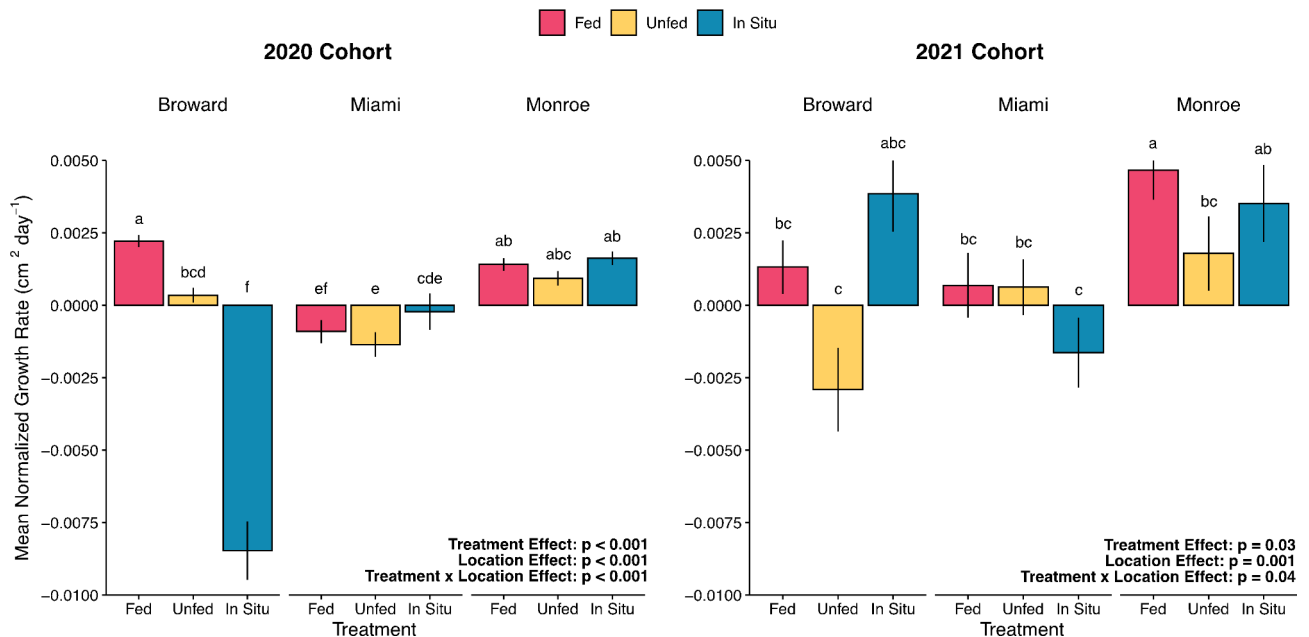 Fed Unfed In Situ
2020 Cohort
2021 Cohort
Broward Miami Monroe
Broward Miami Monroe
Mean Normalized Growth Rate (cm ² day⁻¹)
0.0050
0.0025
0.0000
−0.0025
−0.0050
−0.0075
−0.0100
a
bcd
f
ef
e
cde
ab
abc
ab
Treatment Effect: p < 0.001
Location Effect: p < 0.001
Treatment x Location Effect: p < 0.001
Fed Unfed In Situ Fed Unfed In Situ Fed Unfed In Situ
Treatment
0.0050
0.0025
0.0000
−0.0025
−0.0050
−0.0075
−0.0100
bc
c
abc
bc
bc
c
a
bc
ab
Treatment Effect: p = 0.03
Location Effect: p = 0.001
Treatment x Location Effect: p = 0.04
Fed Unfed In Situ Fed Unfed In Situ Fed Unfed In Situ
Treatment